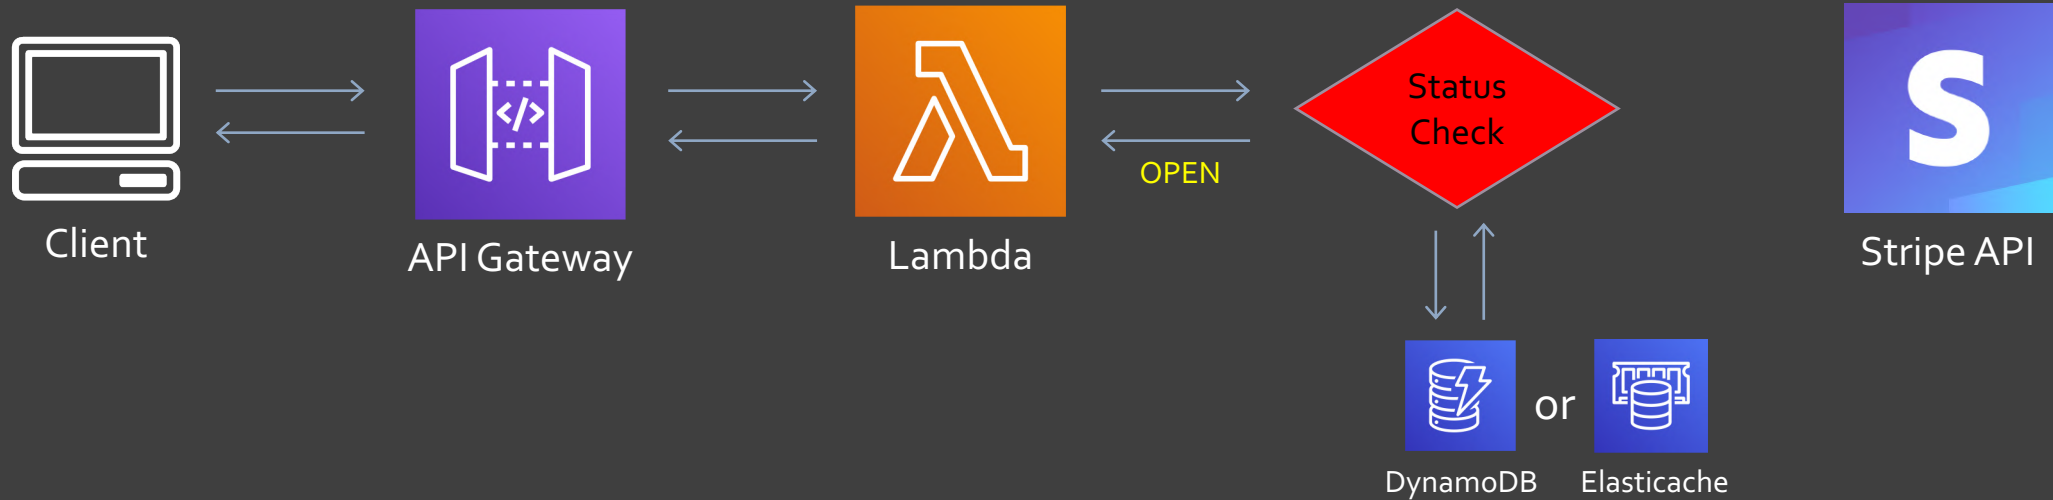 Status
Check
OPEN
S
Client
API Gateway
Lambda
Stripe API
</>
or
DynamoDB
Elasticache